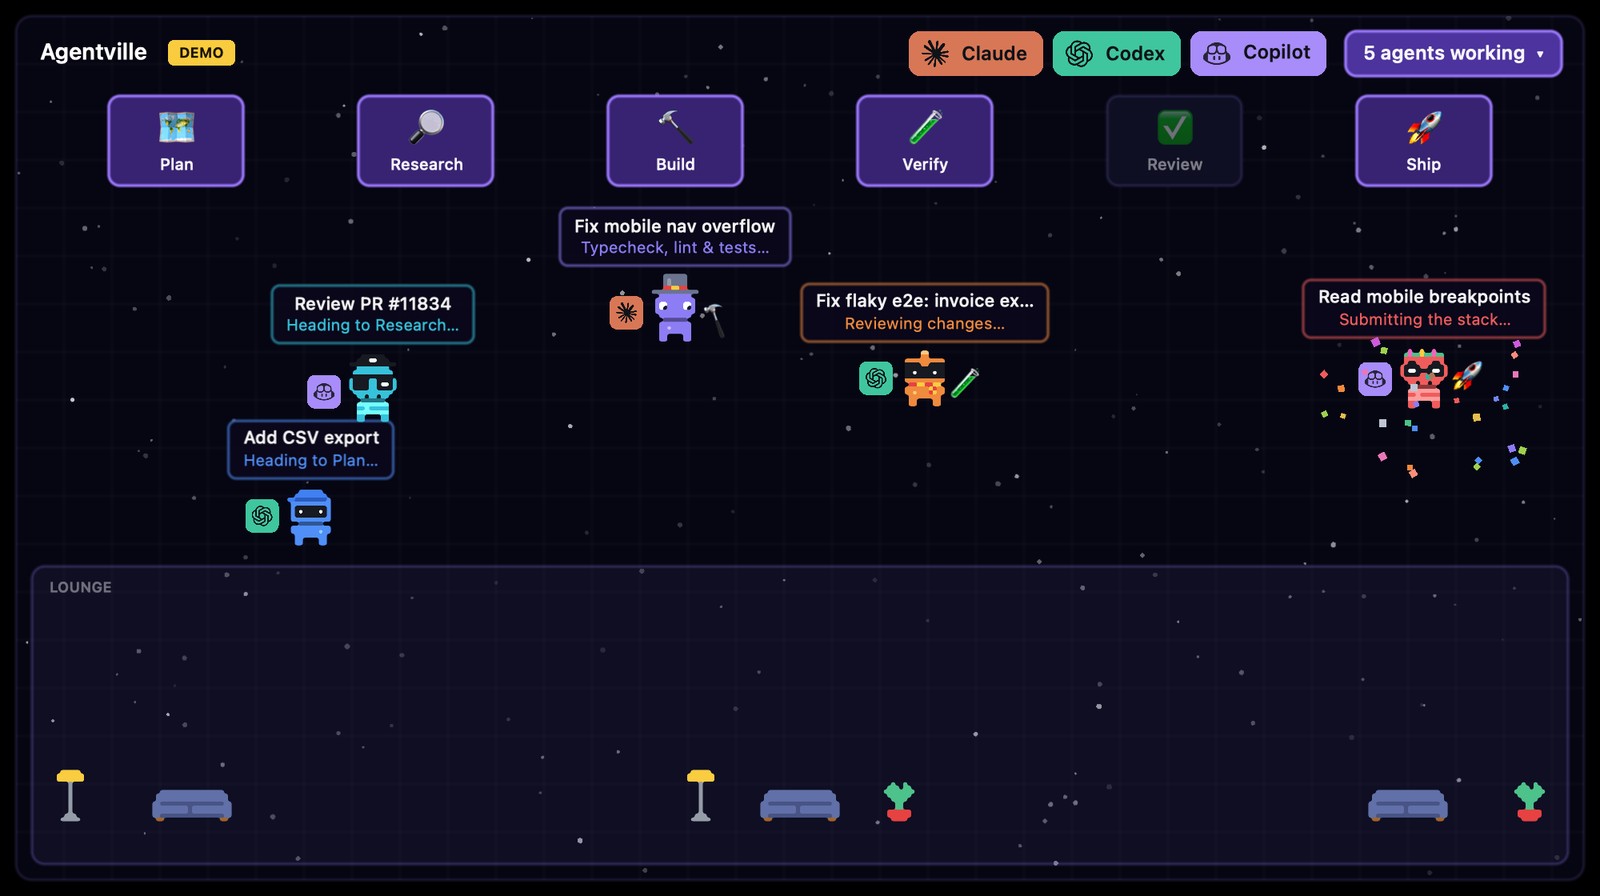 Agentville
DEMO
Claude
Codex
Copilot
5 agents working
Plan
Research
Build
Verify
Review
Ship
Fix mobile nav overflow
Typecheck, lint & tests...
Review PR #11834
Heading to Research...
Fix flaky e2e: invoice ex...
Reviewing changes...
Read mobile breakpoints
Submitting the stack...
Add CSV export
Heading to Plan...
LOUNGE